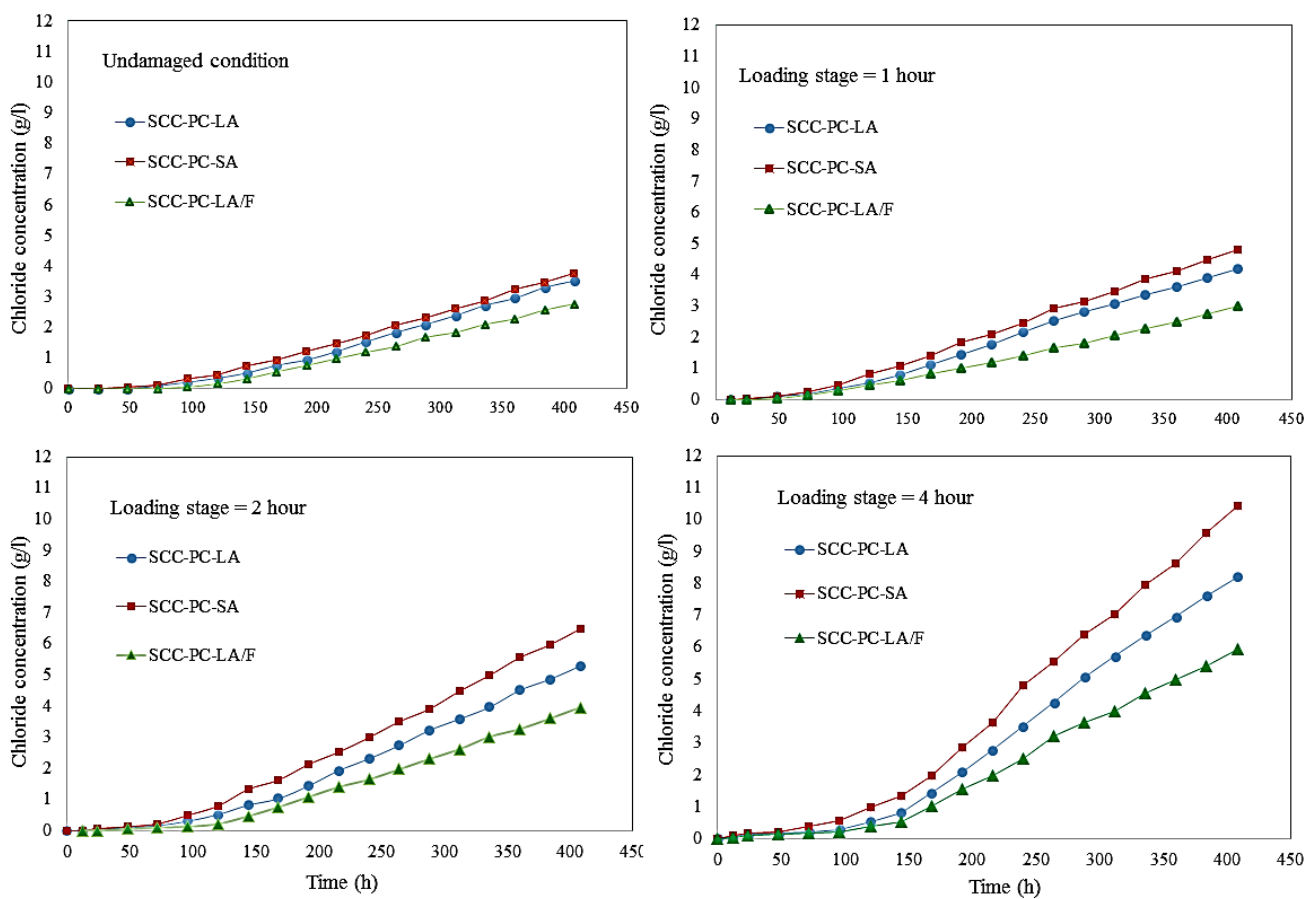 12
11
10
9
8
7
6
5
4
3
2
1
0
Chloride concentration (g/l)
Undamaged condition
SCC-PC-LA
SCC-PC-SA
SCC-PC-LA/F
0 50 100 150 200 250 300 350 400 450
12
11
10
9
8
7
6
5
4
3
2
1
0
Chloride concentration (g/l)
Loading stage = 1 hour
SCC-PC-LA
SCC-PC-SA
SCC-PC-LA/F
0 50 100 150 200 250 300 350 400 450
12
11
10
9
8
7
6
5
4
3
2
1
0
Chloride concentration (g/l)
Loading stage = 2 hour
SCC-PC-LA
SCC-PC-SA
SCC-PC-LA/F
0 50 100 150 200 250 300 350 400 450
Time (h)
12
11
10
9
8
7
6
5
4
3
2
1
0
Chloride concentration (g/l)
Loading stage = 4 hour
SCC-PC-LA
SCC-PC-SA
SCC-PC-LA/F
0 50 100 150 200 250 300 350 400 450
Time (h)